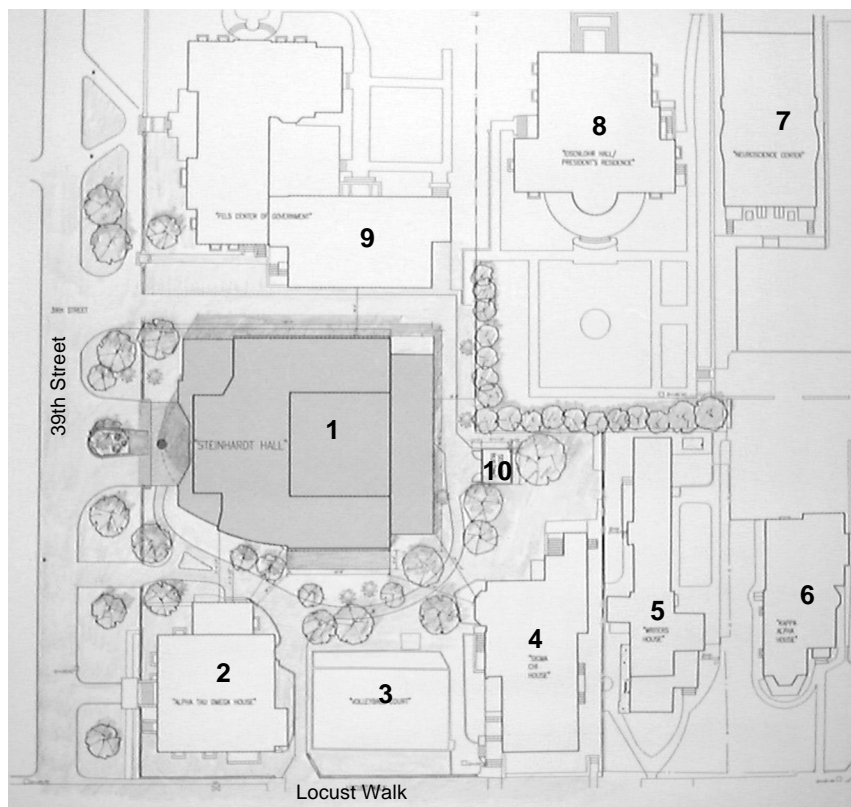 8
7
"EISENLOHR HALL/
PRESIDENT'S RESIDENCE"
"NEUROSCIENCE CENTER"
"FELS CENTER OF GOVERNMENT"
9
39TH STREET
39th Street
1
"STEINHARDT HALL"
10
5
6
"WRITERS
HOUSE"
"KAPPA
ALPHA
HOUSE"
4
"SIGMA
CHI
HOUSE"
2
3
"ALPHA TAU OMEGA HOUSE"
"VOLLEYBALL COURT"
Locust Walk